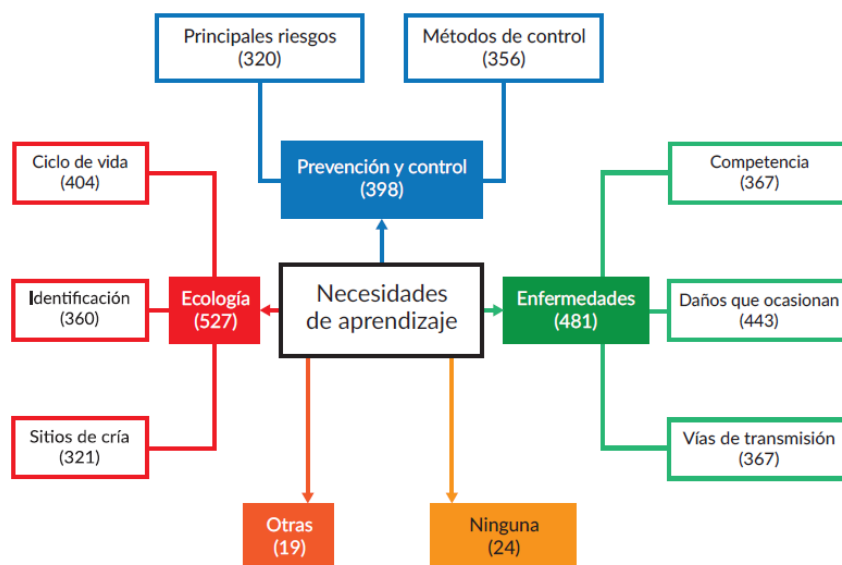 Principales riesgos
(320)
Métodos de control
(356)
Ciclo de vida
(404)
Prevención y control
(398)
Competencia
(367)
Identificación
(360)
Ecología
(527)
Necesidades
de aprendizaje
Enfermedades
(481)
Daños que ocasionan
(443)
Sitios de cría
(321)
Vías de transmisión
(367)
Otras
(19)
Ninguna
(24)